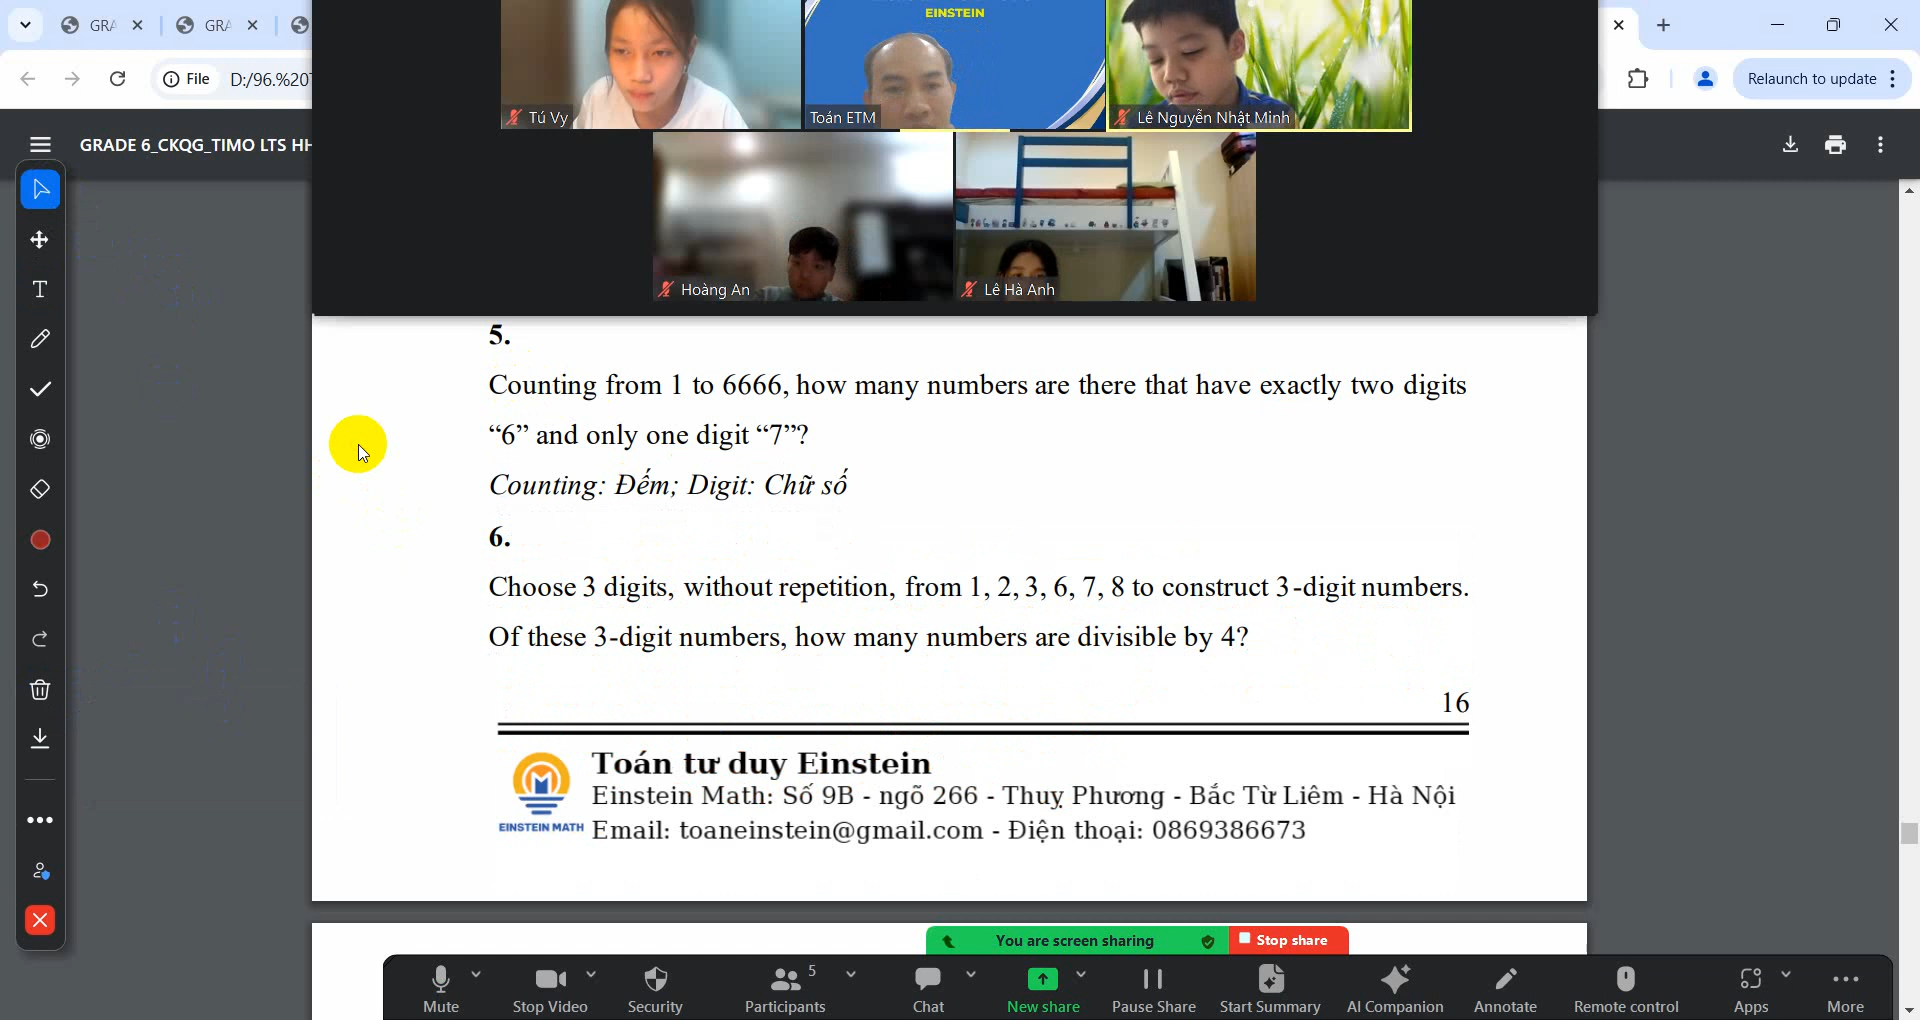 GRA
GRA
File
D:/96.%20T
Relaunch to update
GRADE 6_CKQG_TIMO LTS HH
EINSTEIN
Tú Vy
Toán ETM
Lê Nguyễn Nhật Minh
Hoàng An
Lê Hà Anh
5.
Counting from 1 to 6666, how many numbers are there that have exactly two digits
“6” and only one digit “7”?
Counting: Đếm; Digit: Chữ số
6.
Choose 3 digits, without repetition, from 1, 2, 3, 6, 7, 8 to construct 3-digit numbers.
Of these 3-digit numbers, how many numbers are divisible by 4?
16
Toán tư duy Einstein
Einstein Math: Số 9B - ngõ 266 - Thuỵ Phương - Bắc Từ Liêm - Hà Nội
EINSTEIN MATH
Email: toaneinstein@gmail.com - Điện thoại: 0869386673
You are screen sharing
Stop share
Mute
Stop Video
Security
Participants
5
Chat
New share
Pause Share
Start Summary
AI Companion
Annotate
Remote control
Apps
More